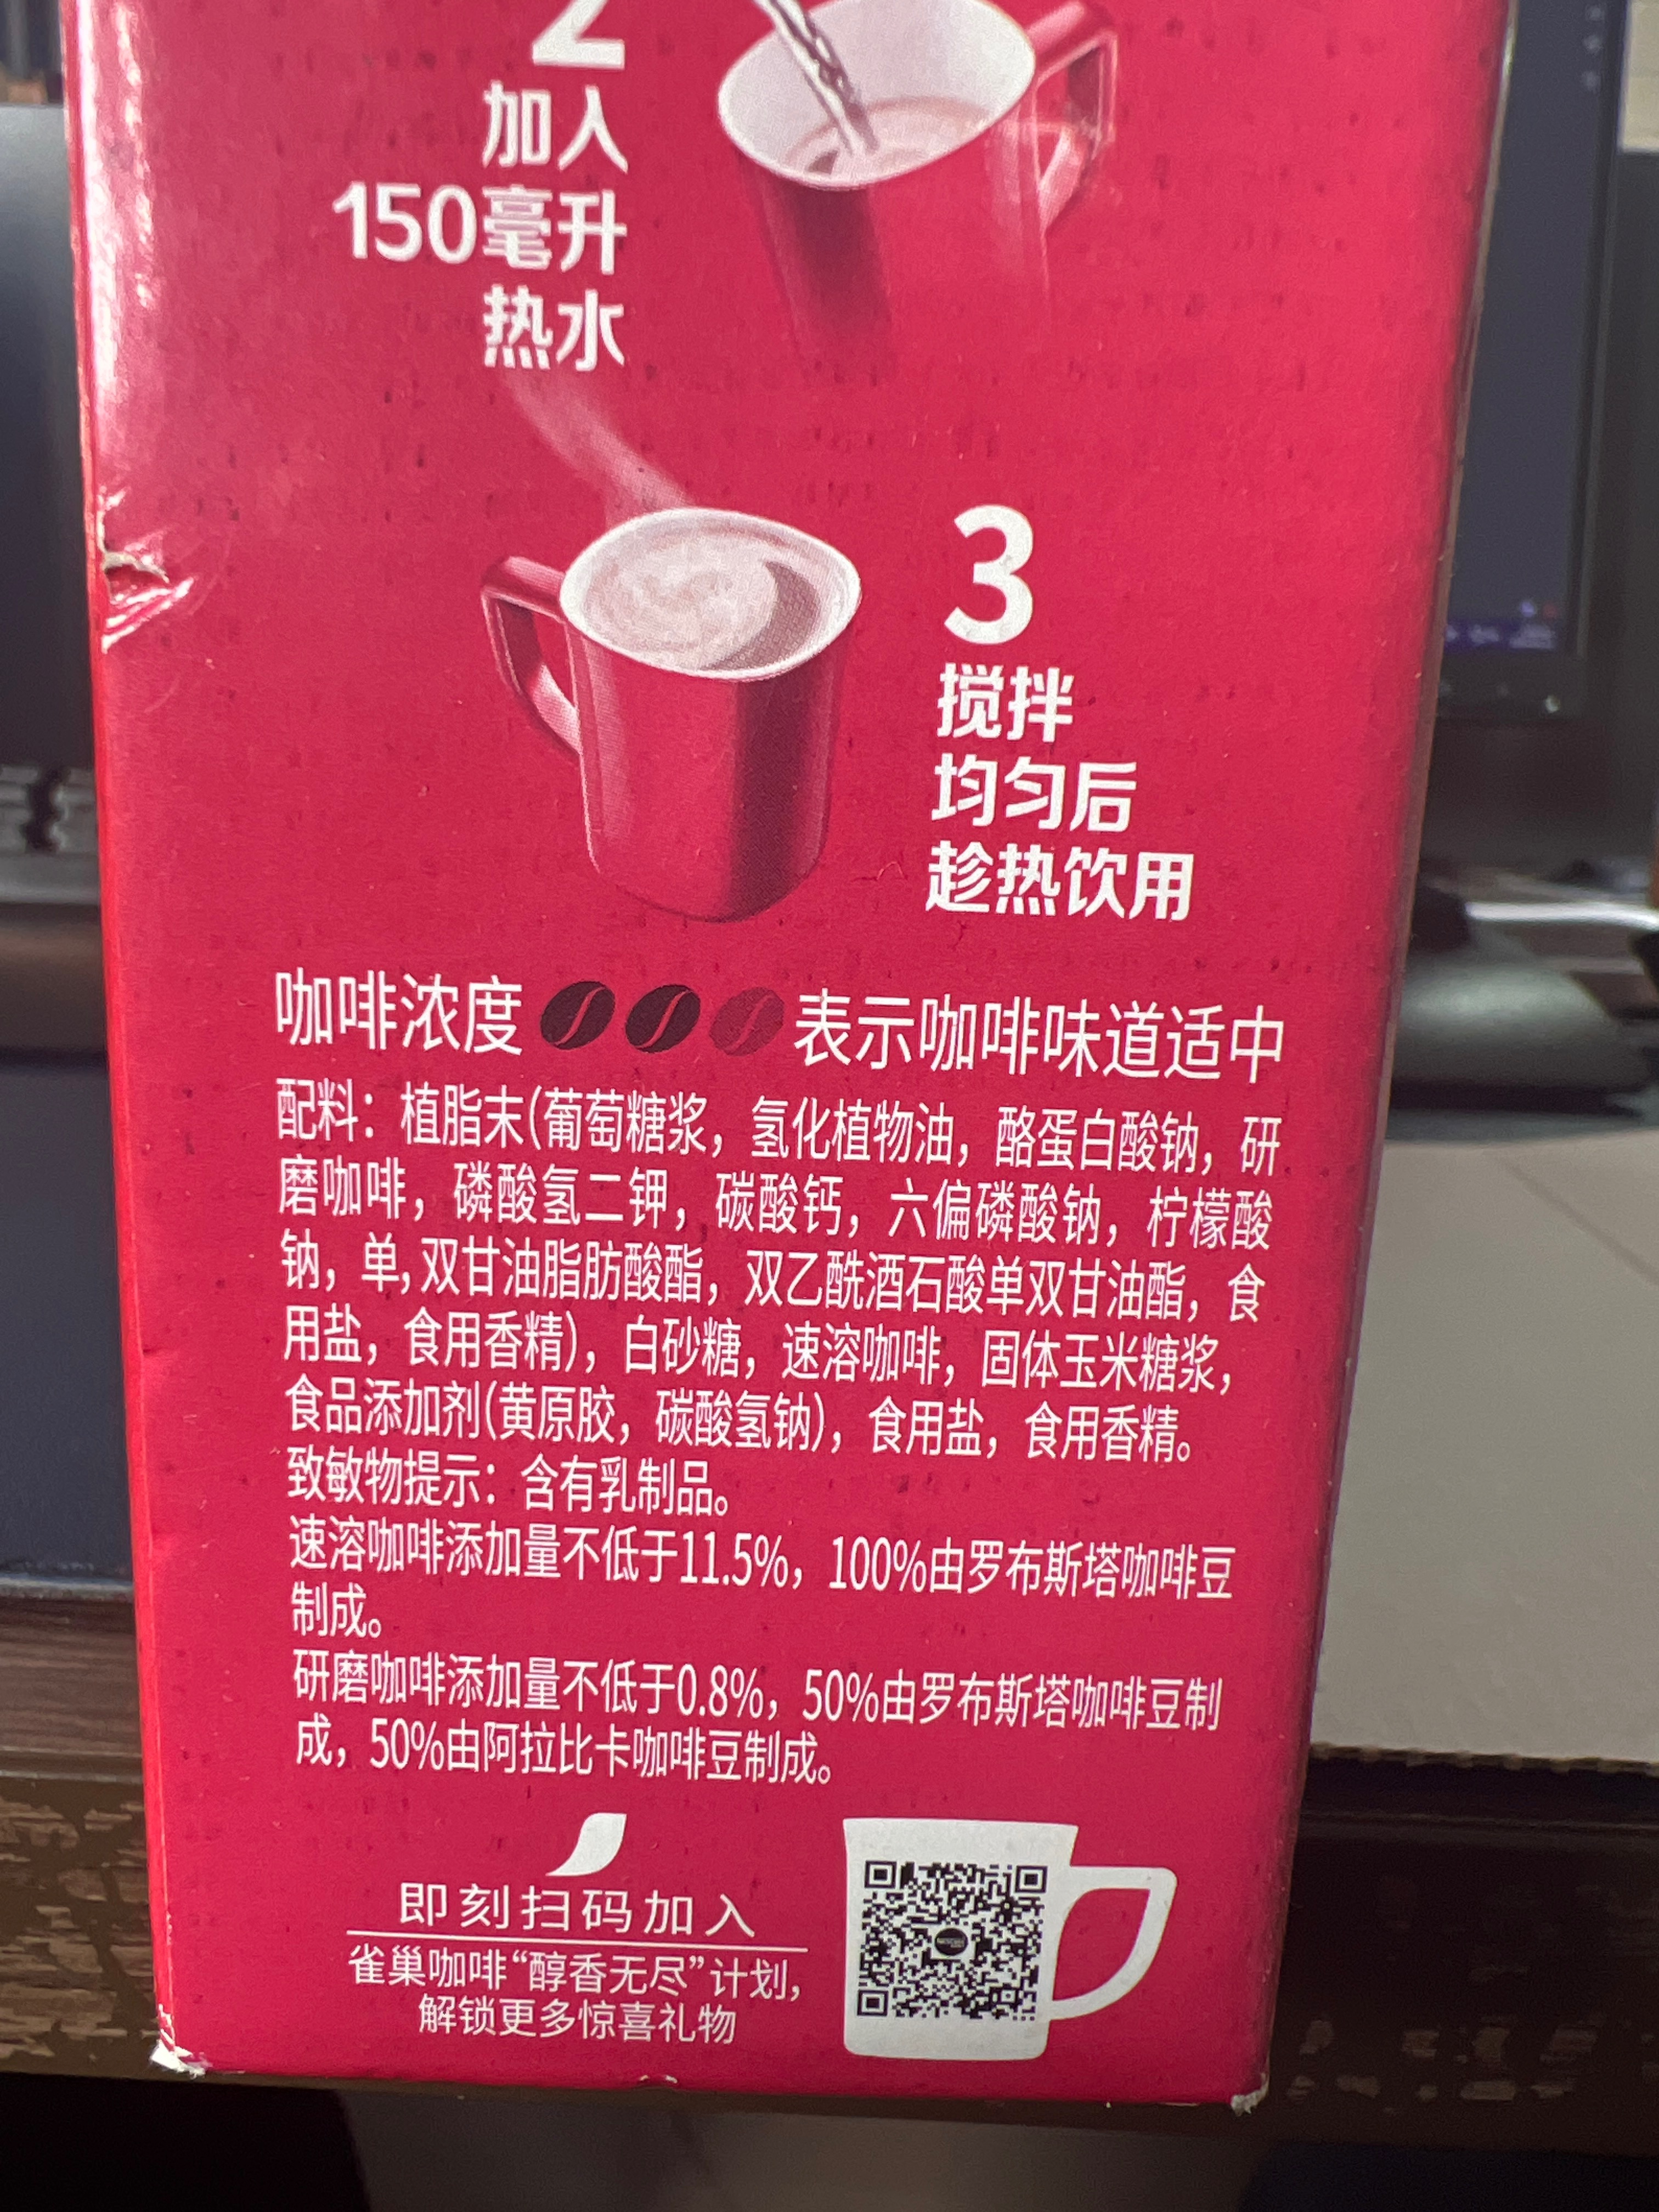 2
加入
150毫升
热水
3
搅拌
均匀后
趁热饮用
咖啡浓度 表示咖啡味道适中
配料：植脂末(葡萄糖浆，氢化植物油，酪蛋白酸钠，研
磨咖啡，磷酸氢二钾，碳酸钙，六偏磷酸钠，柠檬酸
钠，单,双甘油脂肪酸酯，双乙酰酒石酸单双甘油酯，食
用盐，食用香精)，白砂糖，速溶咖啡，固体玉米糖浆，
食品添加剂(黄原胶，碳酸氢钠)，食用盐，食用香精。
致敏物提示：含有乳制品。
速溶咖啡添加量不低于11.5%，100%由罗布斯塔咖啡豆
制成。
研磨咖啡添加量不低于0.8%，50%由罗布斯塔咖啡豆制
成，50%由阿拉比卡咖啡豆制成。
即刻扫码加入
雀巢咖啡“醇香无尽”计划，
解锁更多惊喜礼物